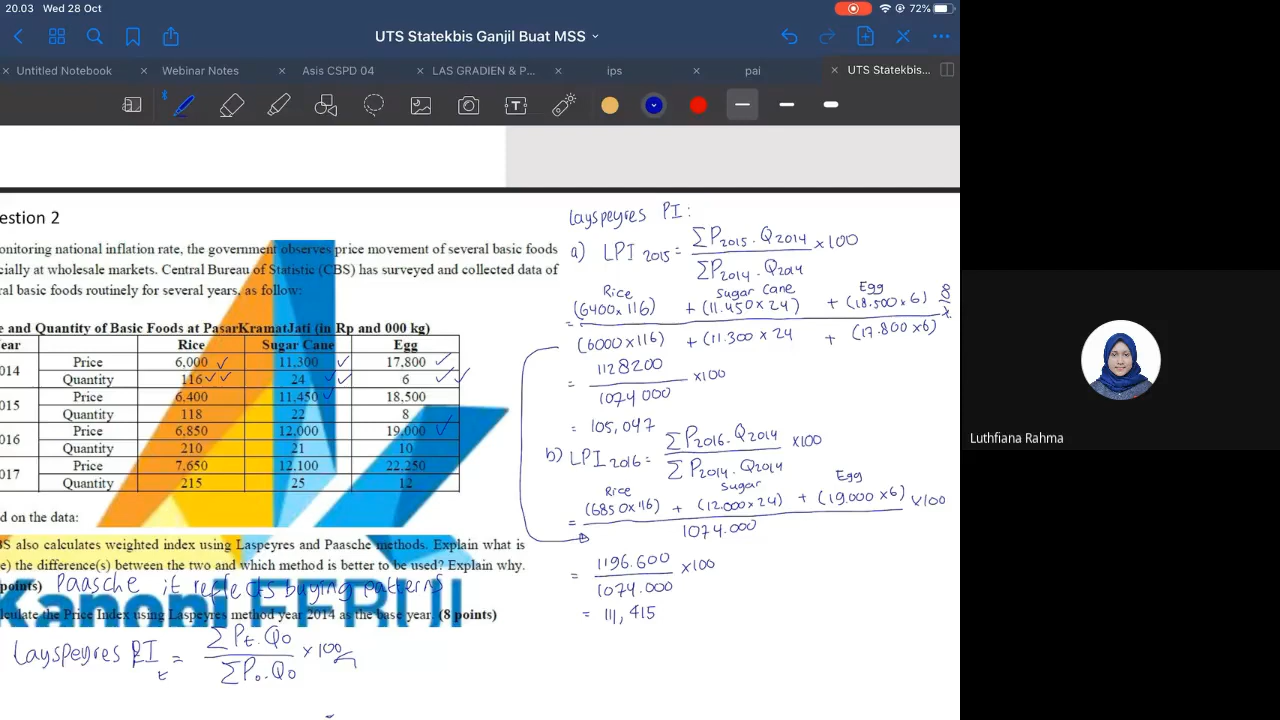 20.03 Wed 28 Oct
72%
UTS Statekbis Ganjil Buat MSS
Untitled Notebook
Webinar Notes
Asis CSPD 04
LAS GRADIEN & P...
ips
pai
UTS Statekbis...
estion 2
onitoring national inflation rate, the government observes price movement of several basic foods
cially at wholesale markets. Central Bureau of Statistic (CBS) has surveyed and collected data of
ral basic foods routinely for several years, as follow:
e and Quantity of Basic Foods at PasarKramatJati (in Rp and 000 kg)
Year Rice Sugar Cane Egg
014 Price 6,000 11,300 17,800
Quantity 116 24 6
015 Price 6,400 11,450 18,500
Quantity 118 22 8
016 Price 6,850 12,000 19,000
Quantity 210 21 10
017 Price 7,650 12,100 22,250
Quantity 215 25 12
ed on the data:
BS also calculates weighted index using Laspeyres and Paasche methods. Explain what is
e) the difference(s) between the two and which method is better to be used? Explain why.
points)
Paasche it reflects buying patterns
lculate the Price Index using Laspeyres method year 2014 as the base year. (8 points)
Kanopi FEBUI
Layspeyres PI t = ΣPt.Q0 / ΣP0.Q0 ×100
Layspeyres PI:
a) LPI 2015 = ΣP2015.Q2014 / ΣP2014.Q2014 ×100
Rice Sugar Cane Egg
= (6400×116) + (11.450×24) + (18.500×6)
(6000×116) + (11.300×24 + (17.800×6)
= 1128200 / 1074000 ×100
= 105,047
b) LPI 2016 = ΣP2016.Q2014 / ΣP2014.Q2014 ×100
Rice Sugar Egg
= (6850×116) + (12.000×24) + (19.000×6) ×100
1074.000
= 1196.600 / 1074.000 ×100
= 111,415
Luthfiana Rahma